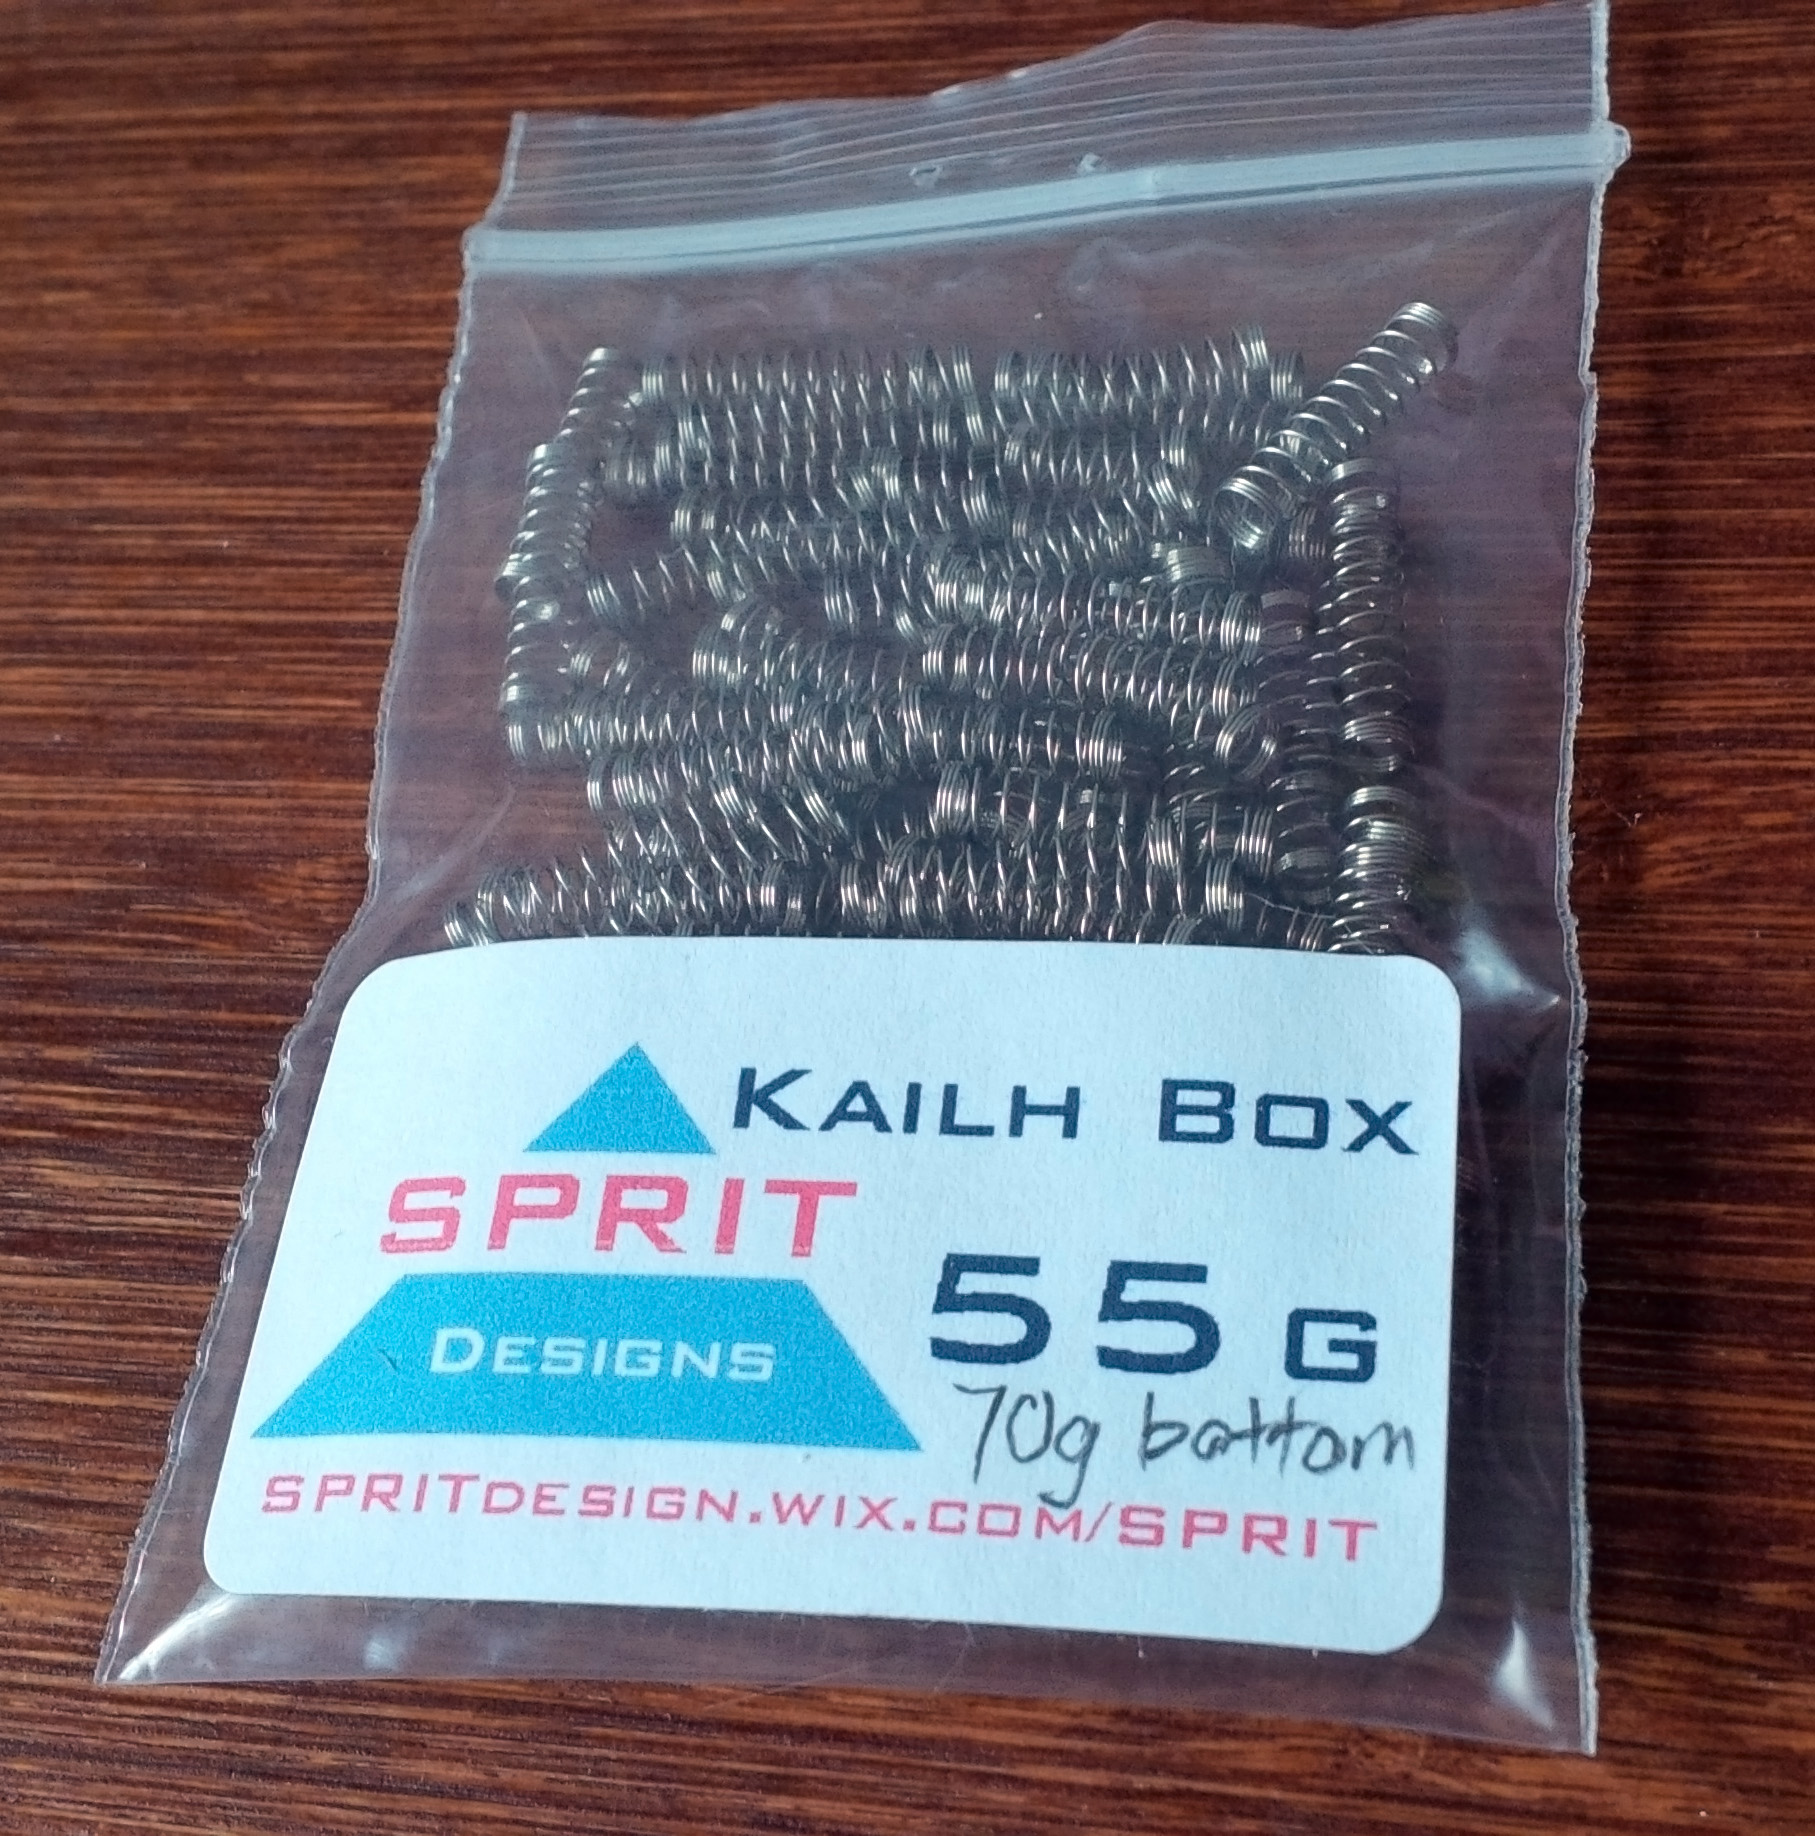 KAILH BOX
SPRIT
DESIGNS
55 G
70g bottom
SPRITDESIGN.WIX.COM/SPRIT